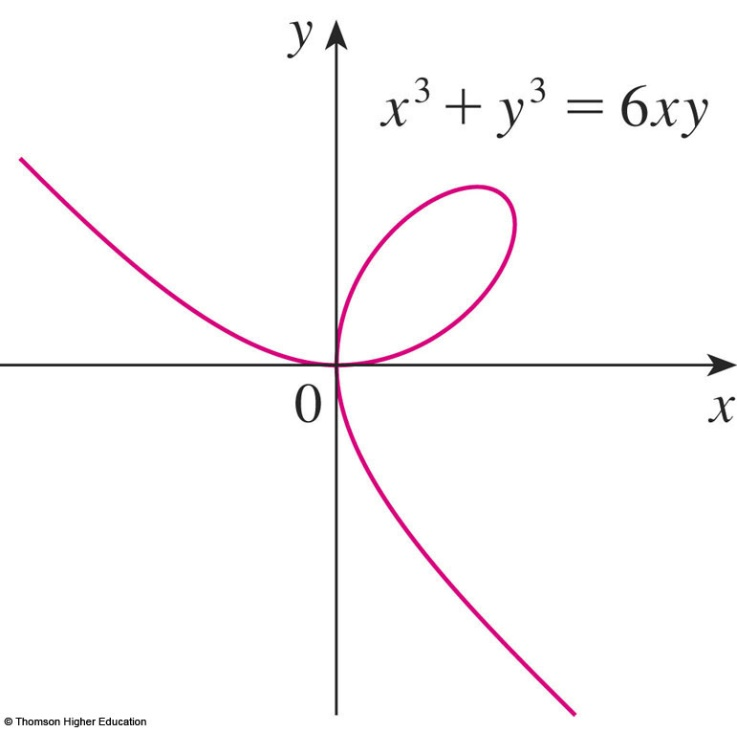 y
x³ + y³ = 6xy
0
x
© Thomson Higher Education